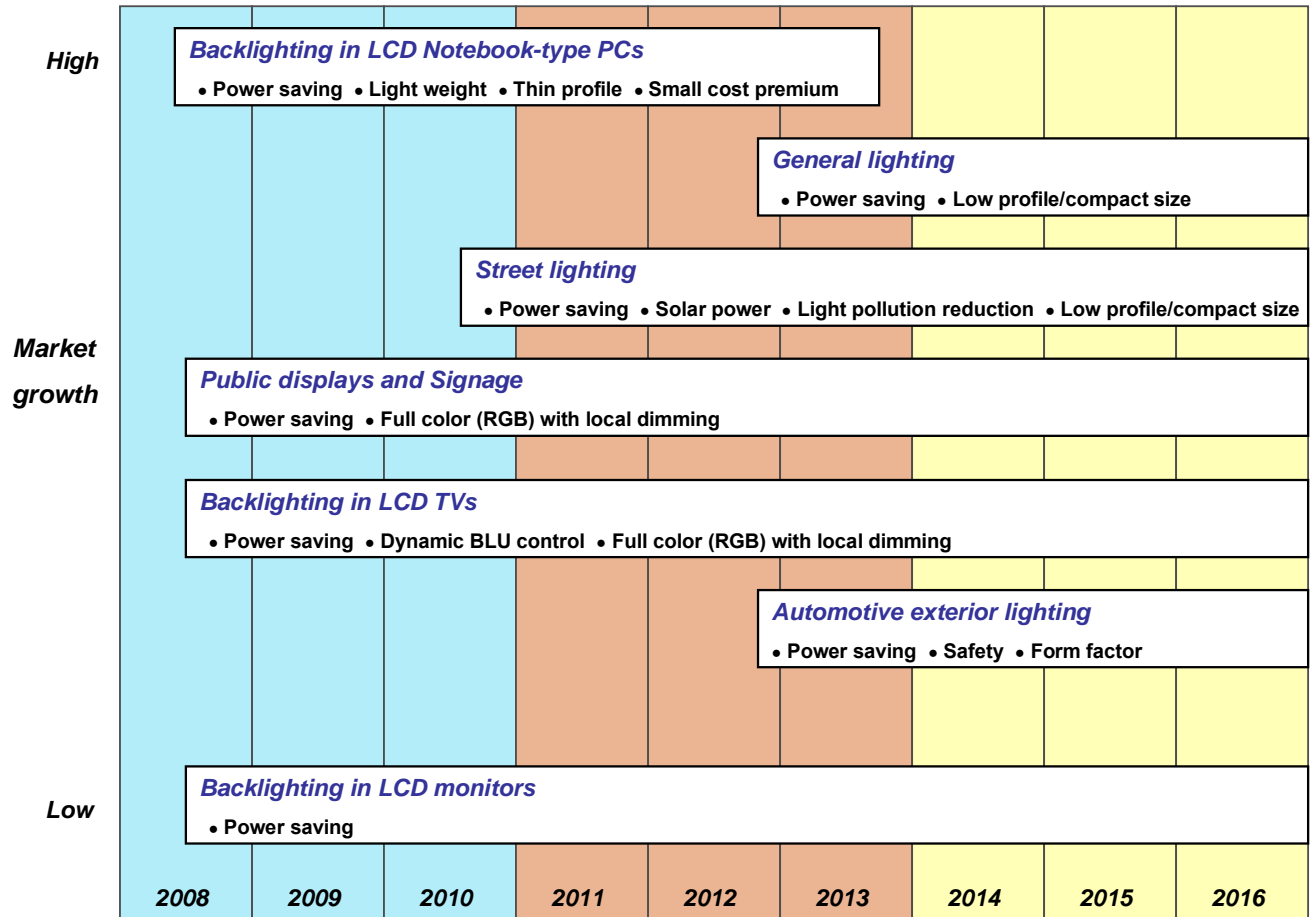 High
Backlighting in LCD Notebook-type PCs
• Power saving • Light weight • Thin profile • Small cost premium
General lighting
• Power saving • Low profile/compact size
Street lighting
• Power saving • Solar power • Light pollution reduction • Low profile/compact size
Market
growth
Public displays and Signage
• Power saving • Full color (RGB) with local dimming
Backlighting in LCD TVs
• Power saving • Dynamic BLU control • Full color (RGB) with local dimming
Automotive exterior lighting
• Power saving • Safety • Form factor
Low
Backlighting in LCD monitors
• Power saving
2008 2009 2010 2011 2012 2013 2014 2015 2016